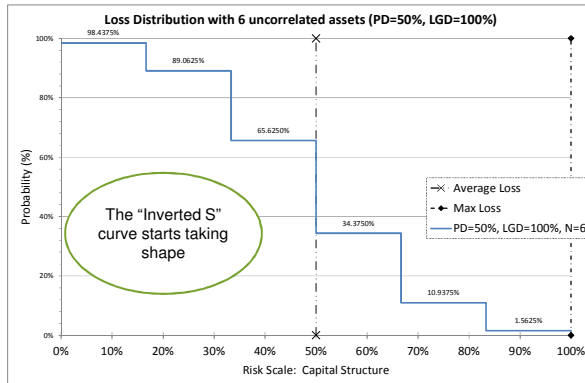 Loss Distribution with 6 uncorrelated assets (PD=50%, LGD=100%)
100%
98.4375%
89.0625%
80%
65.6250%
60%
Probability (%)
The “Inverted S”
curve starts taking
shape
Average Loss
Max Loss
PD=50%, LGD=100%, N=6
40%
34.3750%
20%
10.9375%
1.5625%
0%
0% 10% 20% 30% 40% 50% 60% 70% 80% 90% 100%
Risk Scale: Capital Structure